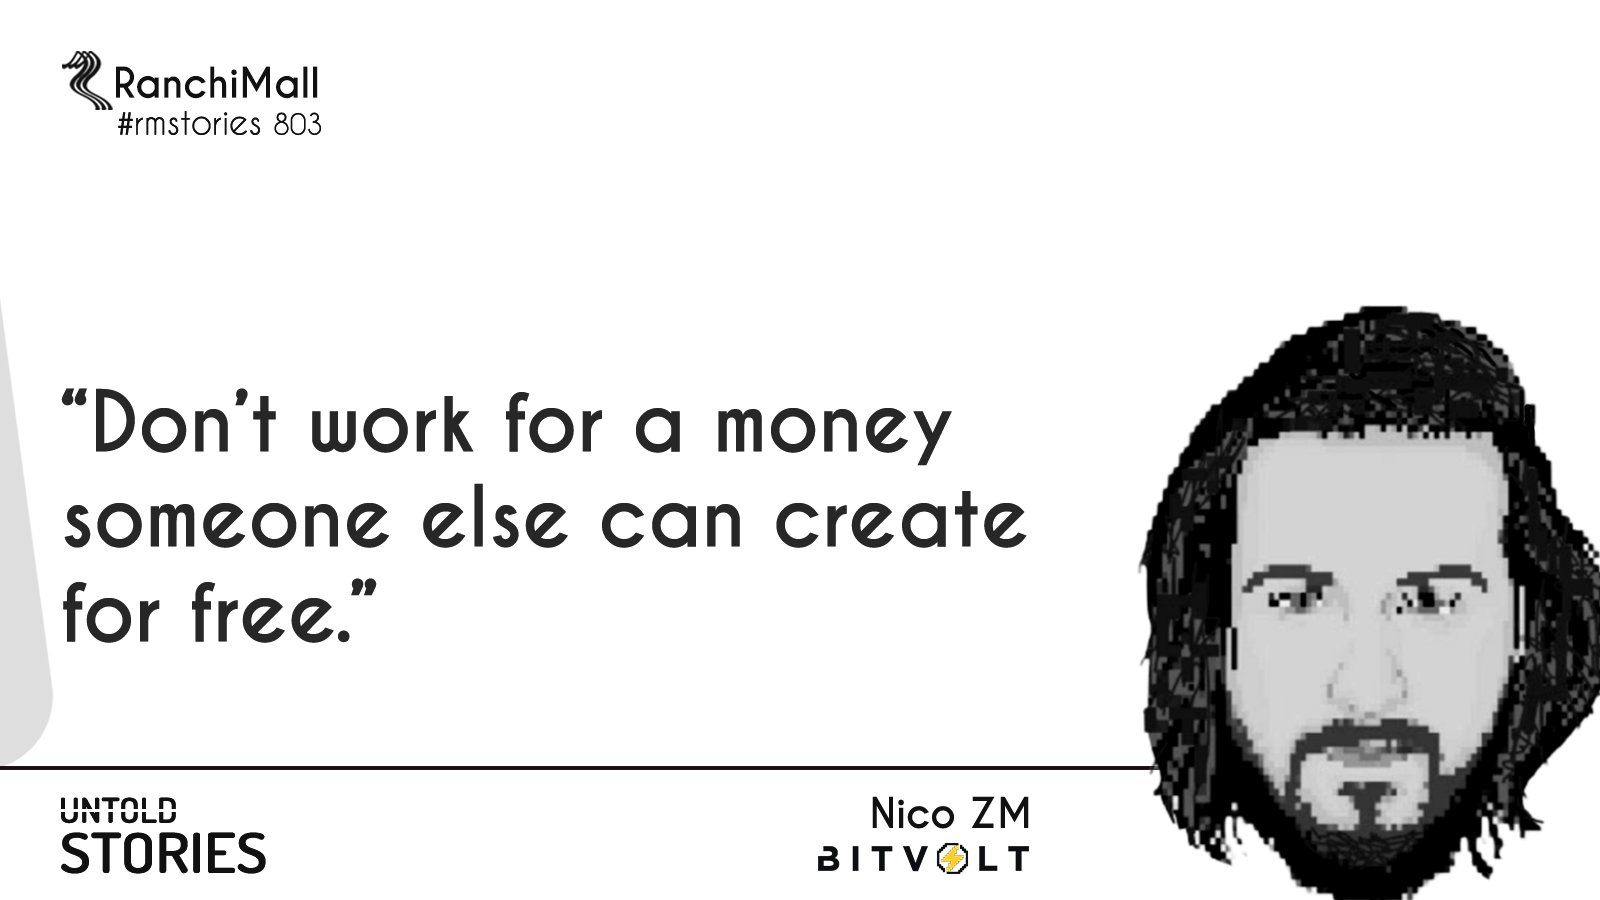 RanchiMall
#rmstories 803
“Don’t work for a money
someone else can create
for free.”
UNTOLD
STORIES
Nico ZM
BITVOLT